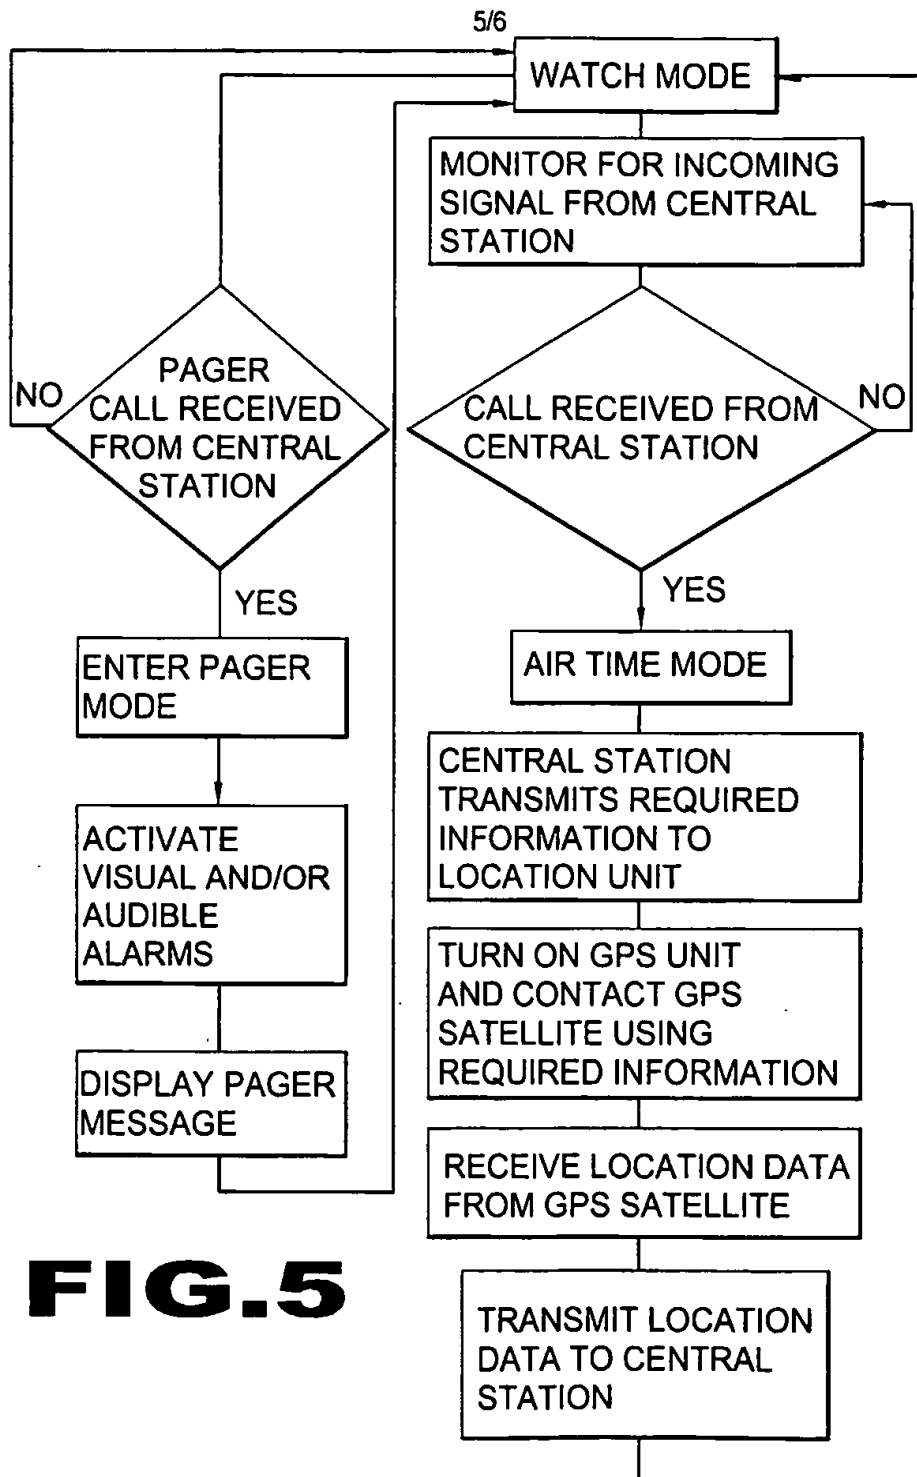 5/6
WATCH MODE
MONITOR FOR INCOMING
SIGNAL FROM CENTRAL
STATION
PAGER
CALL RECEIVED
FROM CENTRAL
STATION
NO
CALL RECEIVED FROM
CENTRAL STATION
NO
YES
YES
ENTER PAGER
MODE
AIR TIME MODE
ACTIVATE
VISUAL AND/OR
AUDIBLE
ALARMS
CENTRAL STATION
TRANSMITS REQUIRED
INFORMATION TO
LOCATION UNIT
TURN ON GPS UNIT
AND CONTACT GPS
SATELLITE USING
REQUIRED INFORMATION
DISPLAY PAGER
MESSAGE
RECEIVE LOCATION DATA
FROM GPS SATELLITE
TRANSMIT LOCATION
DATA TO CENTRAL
STATION
FIG.5